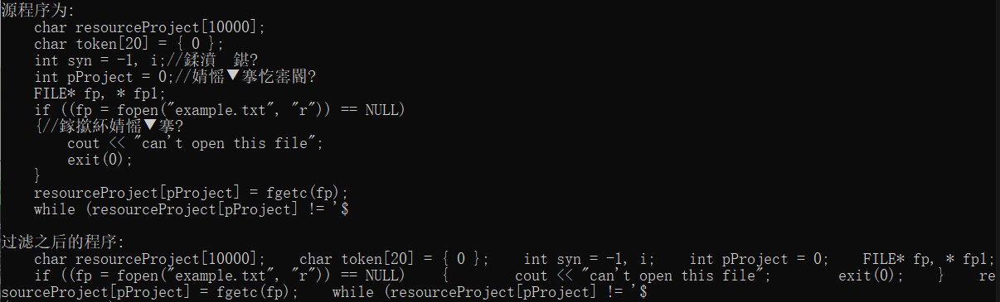 源程序为:
char resourceProject[10000];
char token[20] = { 0 };
int syn = -1, i;//鍒濆 鍖?
int pProject = 0;//婧愮▼搴忔寚閽?
FILE* fp, * fp1;
if ((fp = fopen("example.txt", "r")) == NULL)
{//鎵撳紑婧愮▼搴?
cout << "can't open this file";
exit(0);
}
resourceProject[pProject] = fgetc(fp);
while (resourceProject[pProject] != '$
过滤之后的程序:
char resourceProject[10000];    char token[20] = { 0 };    int syn = -1, i;    int pProject = 0;    FILE* fp, * fp1;
if ((fp = fopen("example.txt", "r")) == NULL)    {        cout << "can't open this file";        exit(0);    }    re
sourceProject[pProject] = fgetc(fp);    while (resourceProject[pProject] != '$